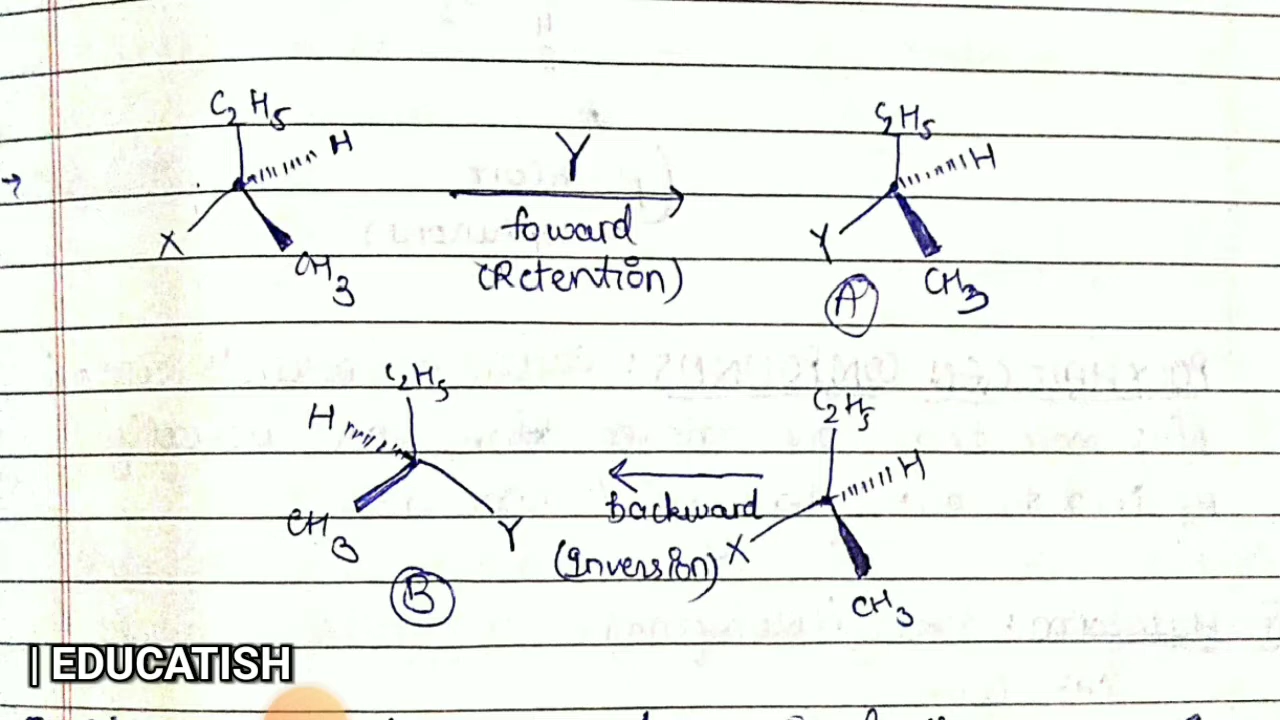 C₂H₅
H
X
CH₃
Y
foward
(Retention)
C₂H₅
H
Y
CH₃
A
C₂H₅
H
CH₃
Y
B
backward
(Inversion)
C₂H₅
H
X
CH₃
| EDUCATISH